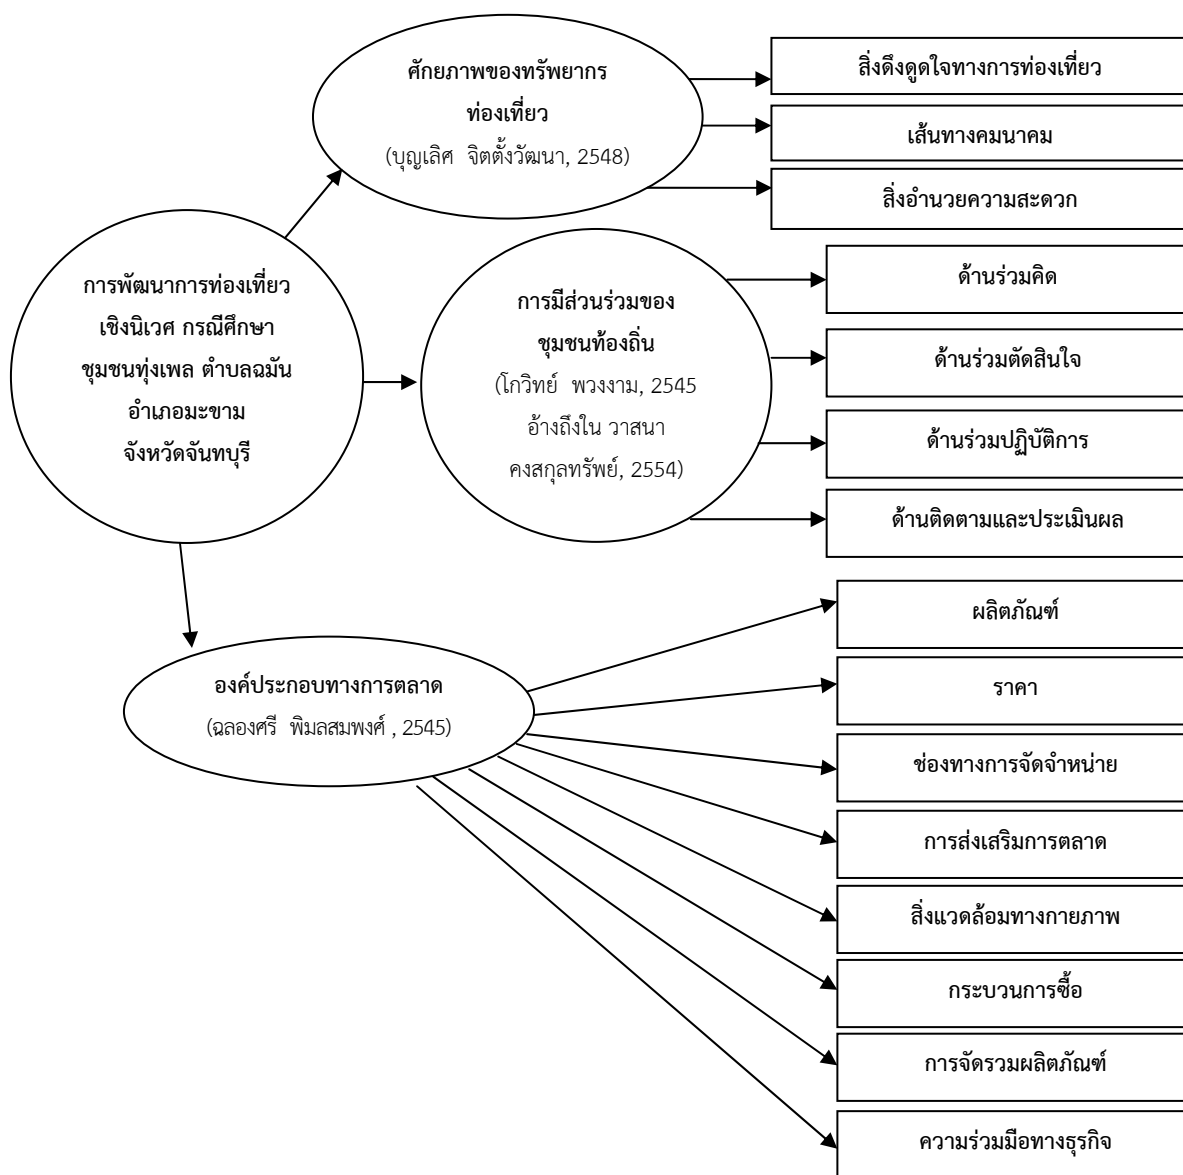 ศักยภาพของทรัพยากร
ท่องเที่ยว
(บุญเลิศ จิตตั้งวัฒนา, 2548)
สิ่งดึงดูดใจทางการท่องเที่ยว
เส้นทางคมนาคม
สิ่งอำนวยความสะดวก
การพัฒนาการท่องเที่ยว
เชิงนิเวศ กรณีศึกษา
ชุมชนทุ่งเพล ตำบลฉมัน
อำเภอมะขาม
จังหวัดจันทบุรี
การมีส่วนร่วมของ
ชุมชนท้องถิ่น
(โกวิทย์ พวงงาม, 2545
อ้างถึงใน วาสนา
คงสกุลทรัพย์, 2554)
ด้านร่วมคิด
ด้านร่วมตัดสินใจ
ด้านร่วมปฏิบัติการ
ด้านติดตามและประเมินผล
องค์ประกอบทางการตลาด
(ฉลองศรี พิมลสมพงศ์ , 2545)
ผลิตภัณฑ์
ราคา
ช่องทางการจัดจำหน่าย
การส่งเสริมการตลาด
สิ่งแวดล้อมทางกายภาพ
กระบวนการซื้อ
การจัดรวมผลิตภัณฑ์
ความร่วมมือทางธุรกิจ